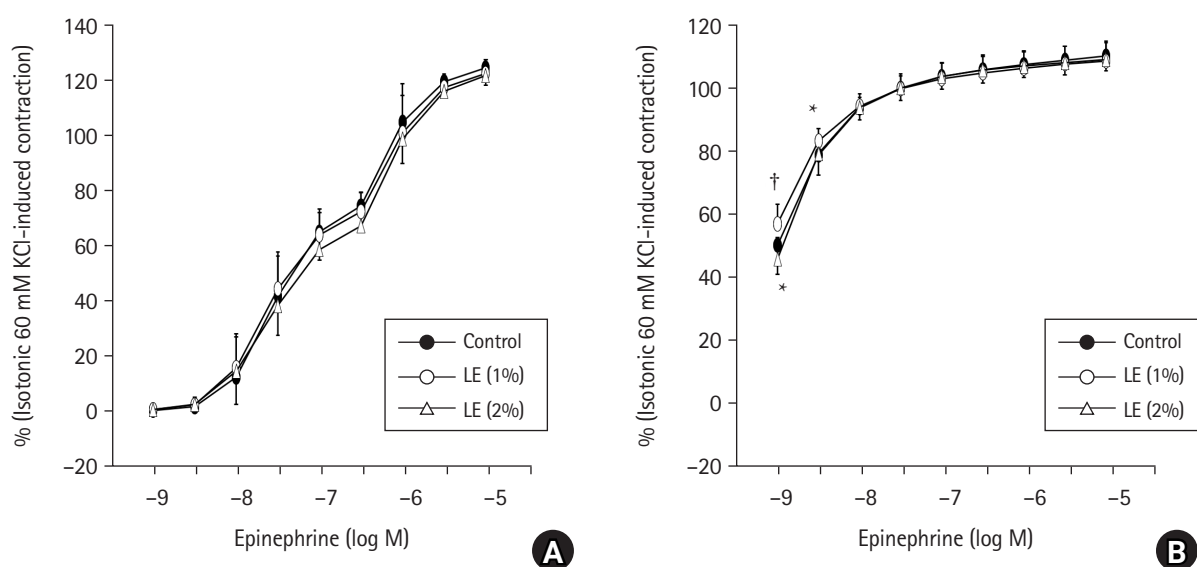 140
120
100
80
60
40
20
0
−20
% (Isotonic 60 mM KCl-induced contraction)
−9
−8
−7
−6
−5
Epinephrine (log M)
Control
LE (1%)
LE (2%)
A
120
100
80
60
40
20
0
−20
% (Isotonic 60 mM KCl-induced contraction)
*
†
*
−9
−8
−7
−6
−5
Epinephrine (log M)
Control
LE (1%)
LE (2%)
B